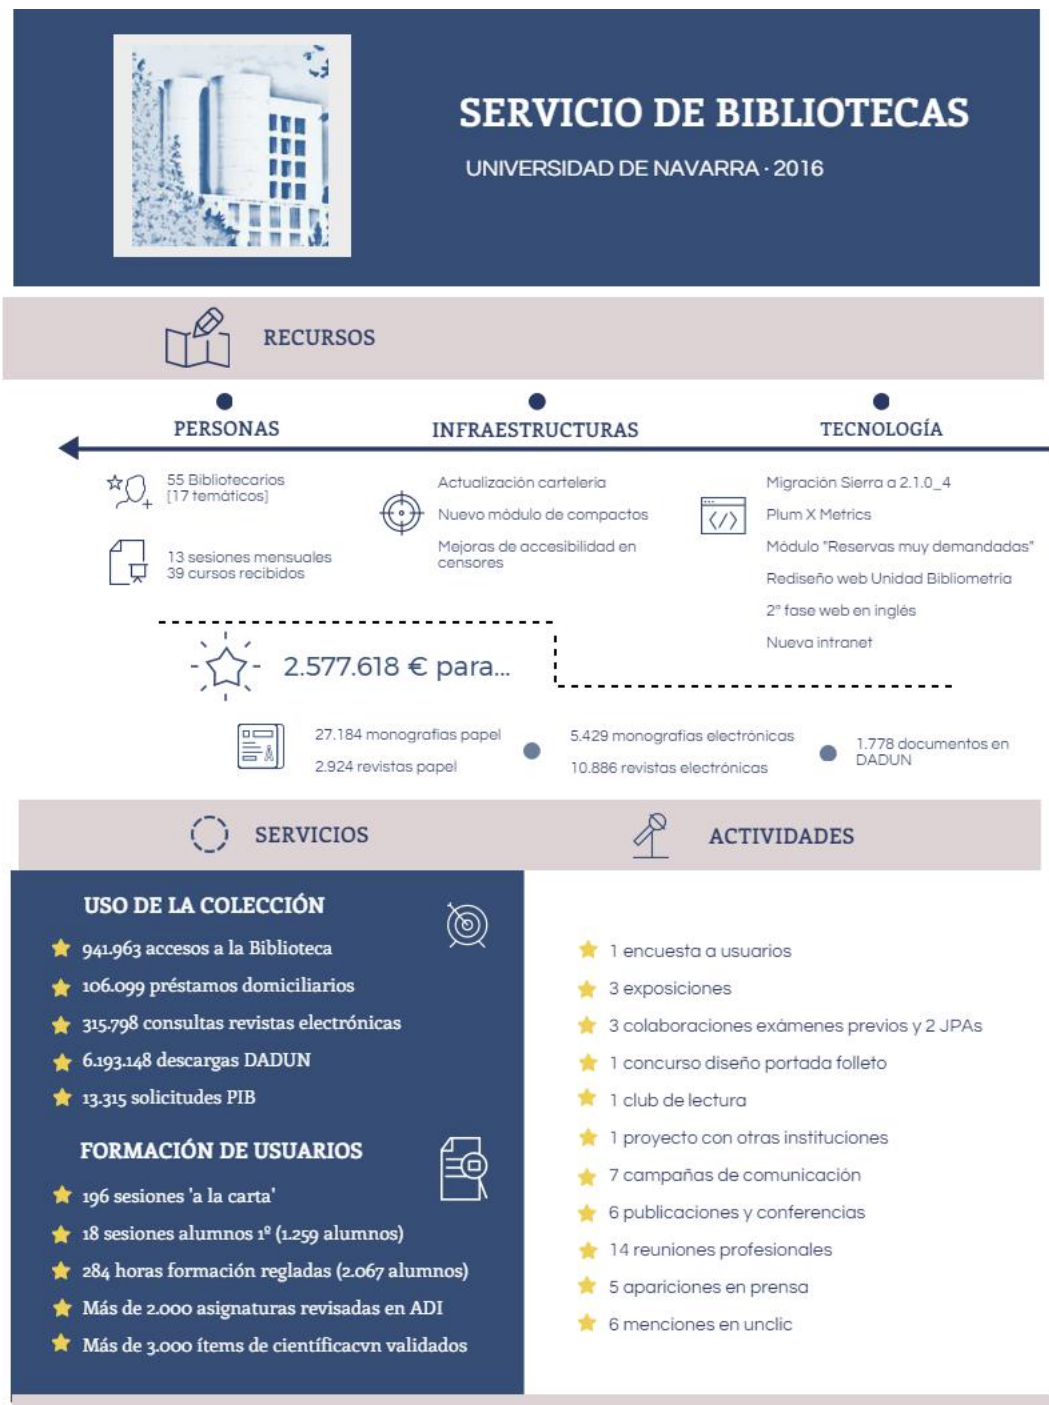 SERVICIO DE BIBLIOTECAS
UNIVERSIDAD DE NAVARRA · 2016
RECURSOS
PERSONAS
55 Bibliotecarios
[17 temáticos]
13 sesiones mensuales
39 cursos recibidos
INFRAESTRUCTURAS
Actualización cartelería
Nuevo módulo de compactos
Mejoras de accesibilidad en
censores
TECNOLOGÍA
Migración Sierra a 2.1.0_4
Plum X Metrics
Módulo "Reservas muy demandadas"
Rediseño web Unidad Bibliometría
2ª fase web en inglés
Nueva intranet
2.577.618 € para...
27.184 monografías papel
2.924 revistas papel
5.429 monografías electrónicas
10.886 revistas electrónicas
1.778 documentos en
DADUN
SERVICIOS
USO DE LA COLECCIÓN
941.963 accesos a la Biblioteca
106.099 préstamos domiciliarios
315.798 consultas revistas electrónicas
6.193.148 descargas DADUN
13.315 solicitudes PIB
FORMACIÓN DE USUARIOS
196 sesiones 'a la carta'
18 sesiones alumnos 1º (1.259 alumnos)
284 horas formación regladas (2.067 alumnos)
Más de 2.000 asignaturas revisadas en ADI
Más de 3.000 ítems de científicacvn validados
ACTIVIDADES
1 encuesta a usuarios
3 exposiciones
3 colaboraciones exámenes previos y 2 JPAs
1 concurso diseño portada folleto
1 club de lectura
1 proyecto con otras instituciones
7 campañas de comunicación
6 publicaciones y conferencias
14 reuniones profesionales
5 apariciones en prensa
6 menciones en unclic